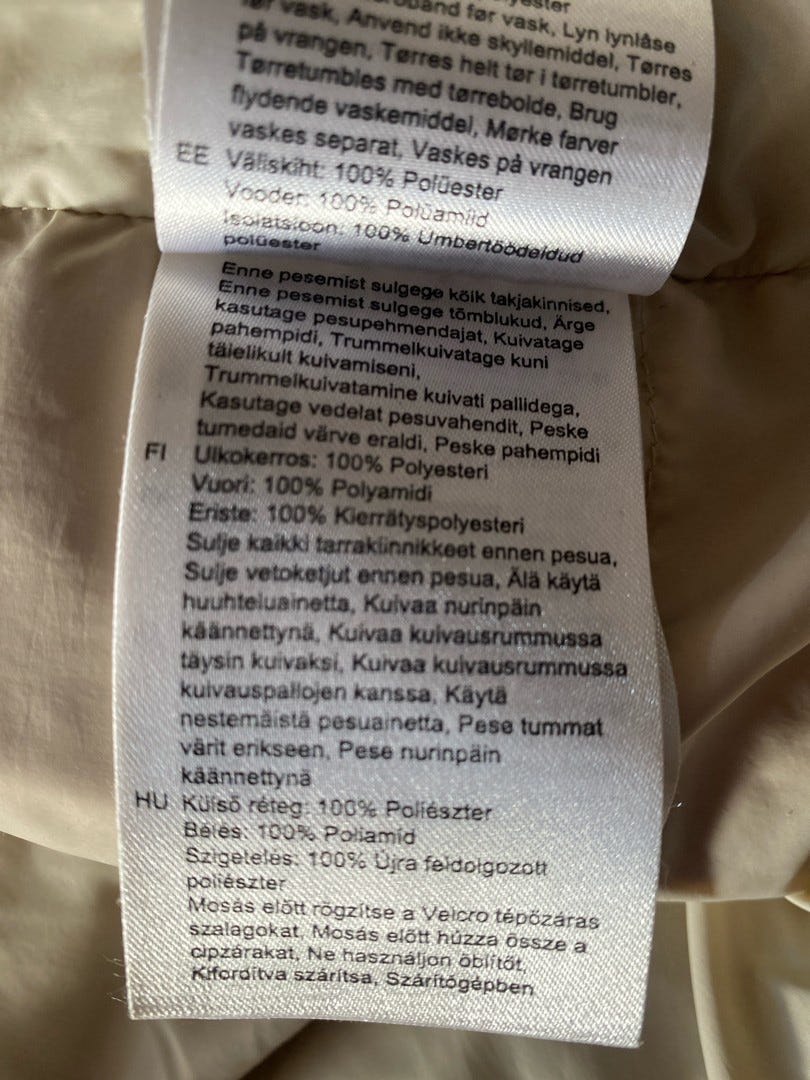 før vask, Anvend ikke skyllemiddel, Tørres
før vask, Lyn lynlåse
på vrangen, Tørres helt tør i tørretumbler,
Tørretumbles med tørrebolde, Brug
flydende vaskemiddel, Mørke farver
vaskes separat, Vaskes på vrangen
EE Väliskiht: 100% Polüester
Vooder: 100% Polüamiid
Isolatsioon: 100% Ümbertöödeldud
polüester
Enne pesemist sulgege kõik takjakinnised,
Enne pesemist sulgege tõmblukud, Ärge
kasutage pesupehmendajat, Kuivatage
pahempidi, Trummelkuivatage kuni
täielikult kuivamiseni,
Trummelkuivatamine kuivati pallidega,
Kasutage vedelat pesuvahendit, Peske
tumedaid värve eraldi, Peske pahempidi
FI Ulkokerros: 100% Polyesteri
Vuori: 100% Polyamidi
Eriste: 100% Kierrätyspolyesteri
Sulje kaikki tarrakiinnikkeet ennen pesua,
Sulje vetoketjut ennen pesua, Älä käytä
huuhteluainetta, Kuivaa nurinpäin
käännettynä, Kuivaa kuivausrummussa
täysin kuivaksi, Kuivaa kuivausrummussa
kuivauspallojen kanssa, Käytä
nestemäistä pesuainetta, Pese tummat
värit erikseen, Pese nurinpäin
käännettynä
HU Külső réteg: 100% Poliészter
Bélés: 100% Poliamid
Szigetelés: 100% Újra feldolgozott
poliészter
Mosás előtt rögzítse a Velcro tépőzáras
szalagokat, Mosás előtt húzza össze a
cipzárakat, Ne használjon öblítőt,
Kifordítva szárítsa, Szárítógépben